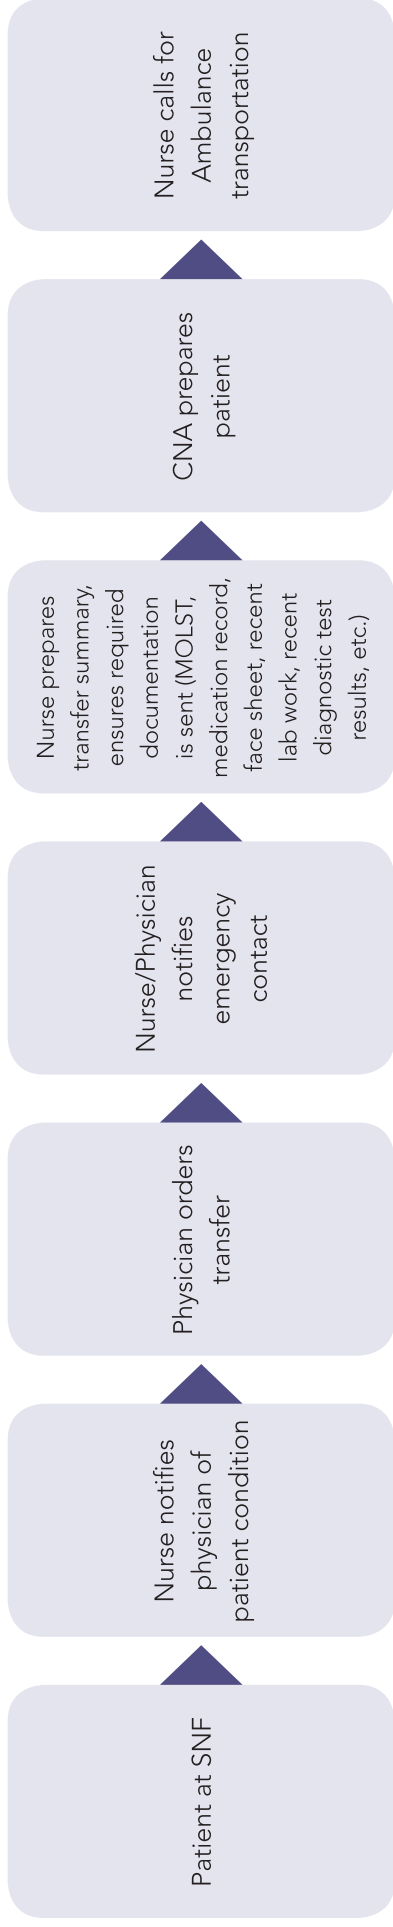 Patient at SNF
Nurse notifies
physician of
patient condition
Physician orders
transfer
Nurse/Physician
notifies
emergency
contact
Nurse prepares
transfer summary,
ensures required
documentation
is sent (MOLST,
medication record,
face sheet, recent
lab work, recent
diagnostic test
results, etc.)
CNA prepares
patient
Nurse calls for
Ambulance
transportation